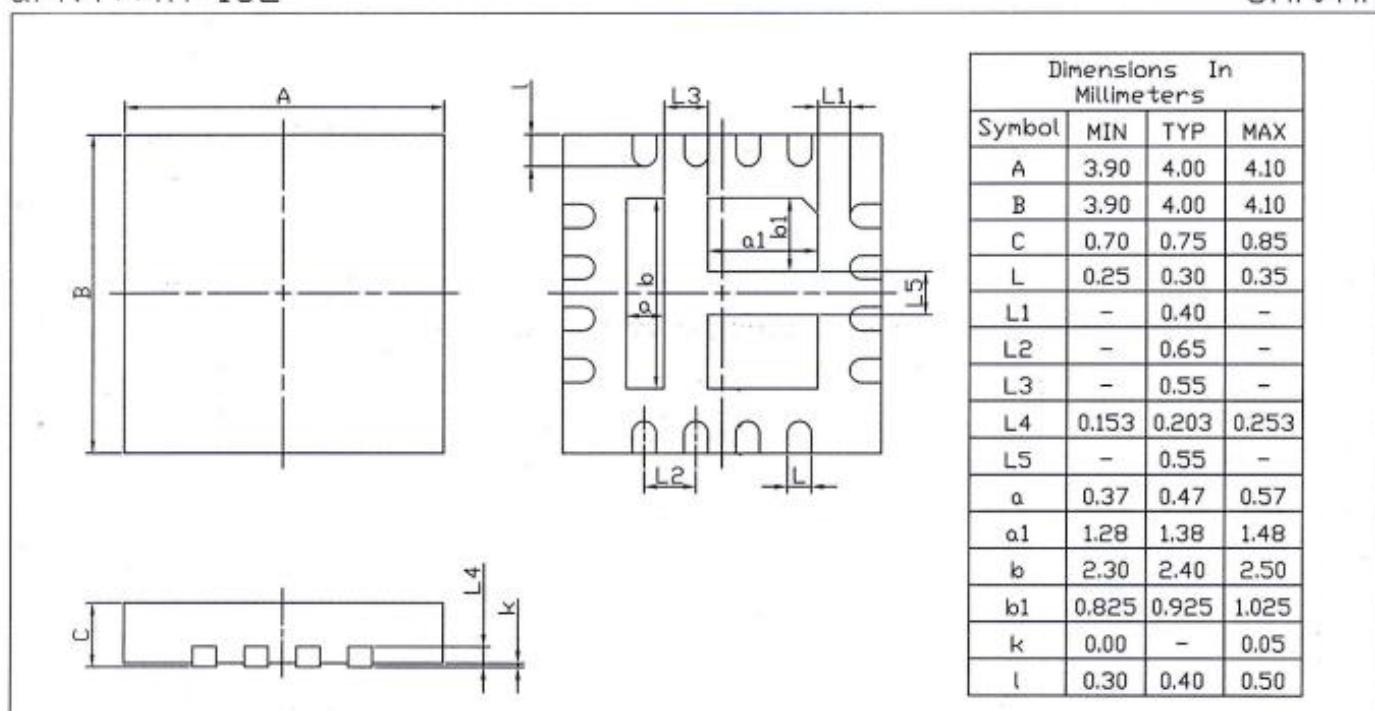 A
B
l
L3
L1
b1
a1
b
a
L5
L2
L
C
L4
k
Dimensions In
Millimeters
Symbol MIN TYP MAX
A 3.90 4.00 4.10
B 3.90 4.00 4.10
C 0.70 0.75 0.85
L 0.25 0.30 0.35
L1 - 0.40 -
L2 - 0.65 -
L3 - 0.55 -
L4 0.153 0.203 0.253
L5 - 0.55 -
a 0.37 0.47 0.57
a1 1.28 1.38 1.48
b 2.30 2.40 2.50
b1 0.825 0.925 1.025
k 0.00 - 0.05
l 0.30 0.40 0.50